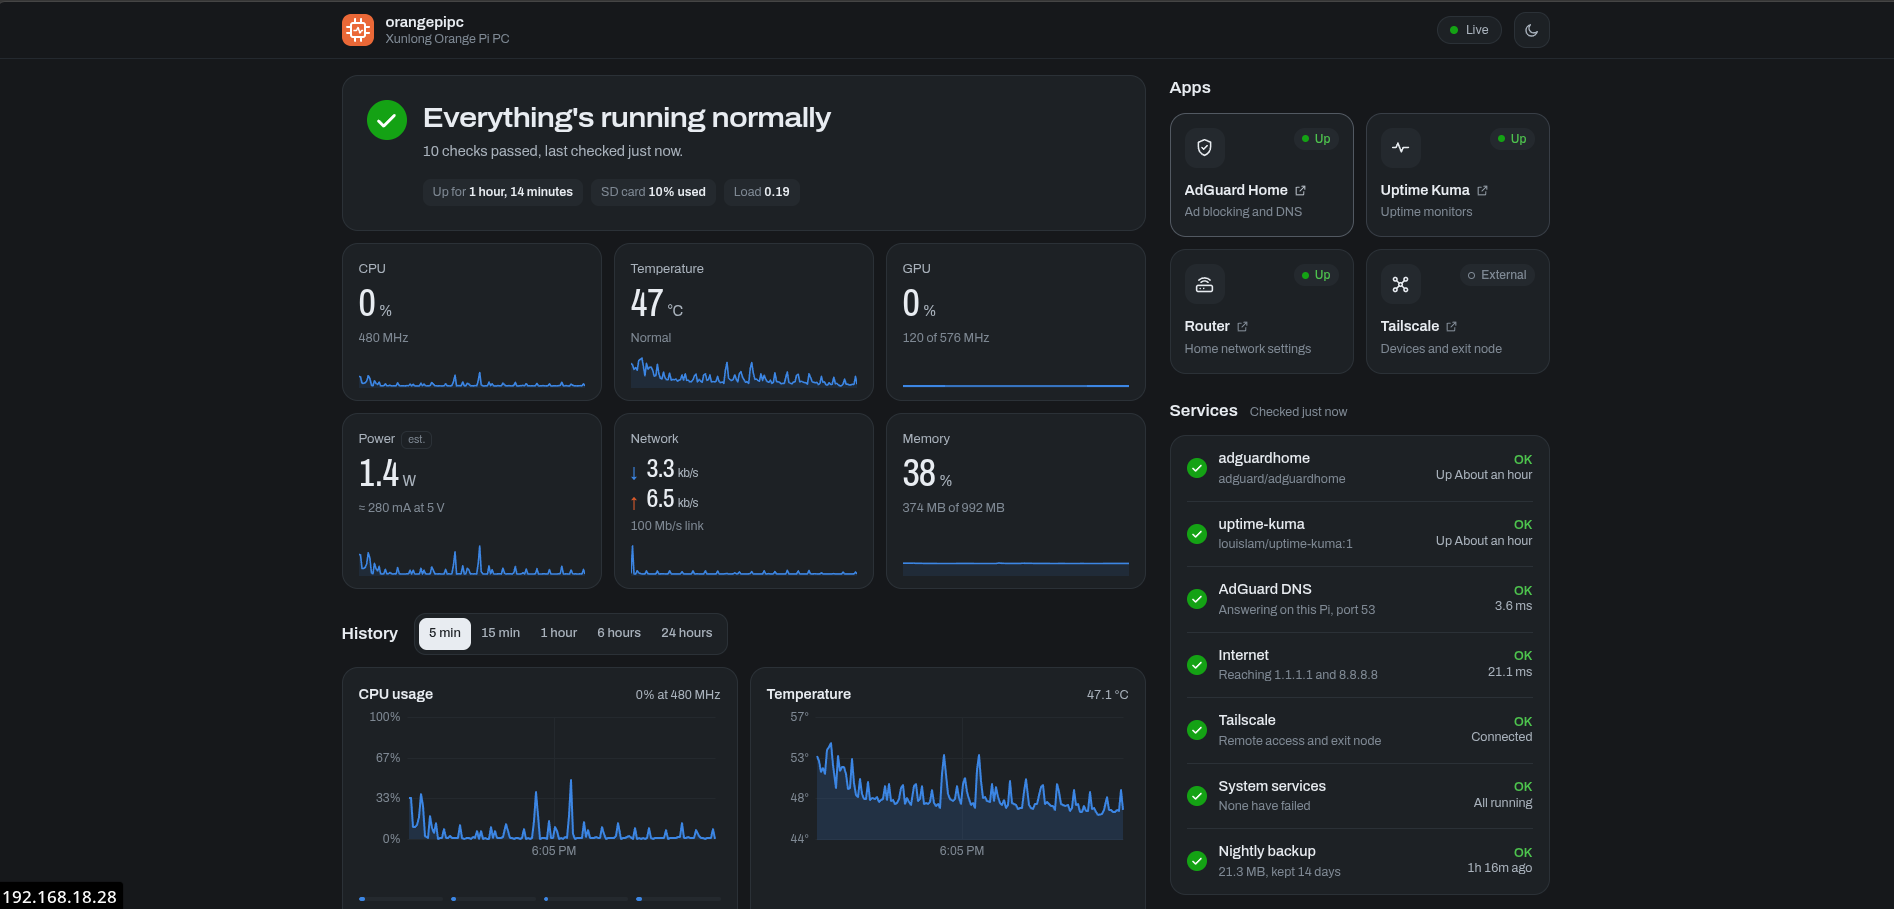 orangepipc
Xunlong Orange Pi PC
Live
Everything's running normally
10 checks passed, last checked just now.
Up for 1 hour, 14 minutes
SD card 10% used
Load 0.19
CPU
0 %
480 MHz
Temperature
47 °C
Normal
GPU
0 %
120 of 576 MHz
Power est.
1.4 W
≈ 280 mA at 5 V
Network
↓ 3.3 kb/s
↑ 6.5 kb/s
100 Mb/s link
Memory
38 %
374 MB of 992 MB
History
5 min
15 min
1 hour
6 hours
24 hours
CPU usage
0% at 480 MHz
100%
67%
33%
0%
6:05 PM
Temperature
47.1 °C
57°
53°
48°
44°
6:05 PM
Apps
Up
AdGuard Home
Ad blocking and DNS
Up
Uptime Kuma
Uptime monitors
Up
Router
Home network settings
External
Tailscale
Devices and exit node
Services
Checked just now
adguardhome
adguard/adguardhome
OK
Up About an hour
uptime-kuma
louislam/uptime-kuma:1
OK
Up About an hour
AdGuard DNS
Answering on this Pi, port 53
OK
3.6 ms
Internet
Reaching 1.1.1.1 and 8.8.8.8
OK
21.1 ms
Tailscale
Remote access and exit node
OK
Connected
System services
None have failed
OK
All running
Nightly backup
21.3 MB, kept 14 days
OK
1h 16m ago
192.168.18.28